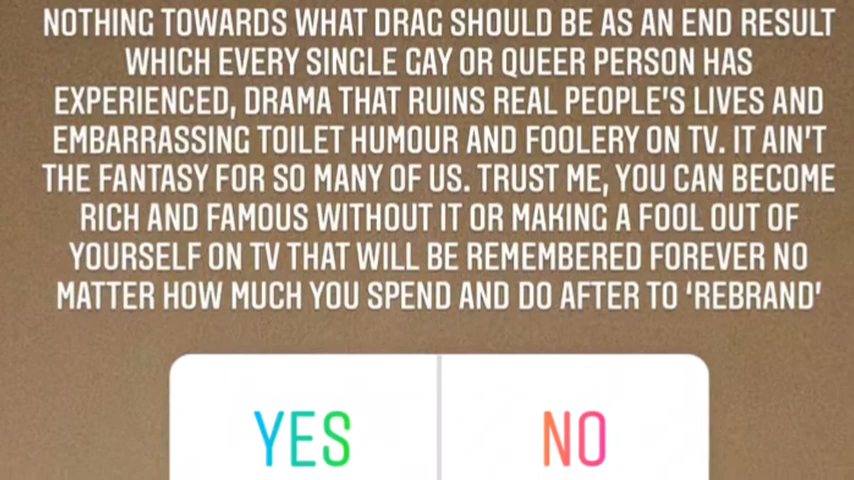 NOTHING TOWARDS WHAT DRAG SHOULD BE AS AN END RESULT
WHICH EVERY SINGLE GAY OR QUEER PERSON HAS
EXPERIENCED, DRAMA THAT RUINS REAL PEOPLE'S LIVES AND
EMBARRASSING TOILET HUMOUR AND FOOLERY ON TV. IT AIN'T
THE FANTASY FOR SO MANY OF US. TRUST ME, YOU CAN BECOME
RICH AND FAMOUS WITHOUT IT OR MAKING A FOOL OUT OF
YOURSELF ON TV THAT WILL BE REMEMBERED FOREVER NO
MATTER HOW MUCH YOU SPEND AND DO AFTER TO 'REBRAND'
YES NO